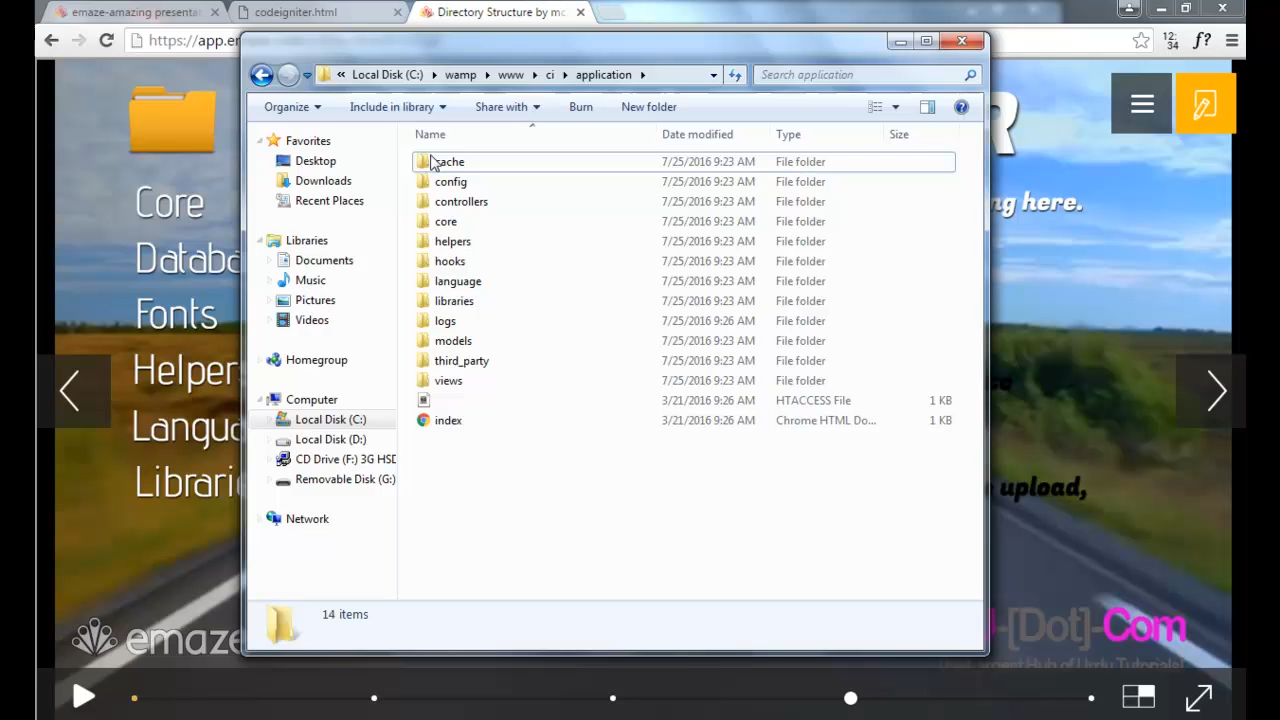 emaze-amazing presenta
codeigniter.html
Directory Structure by mo
https://app.e
12:
34
f?
« Local Disk (C:) wamp www ci application
Search application
Organize
Include in library
Share with
Burn
New folder
Name Date modified Type Size
Favorites
Desktop
Downloads
Recent Places
Libraries
Documents
Music
Pictures
Videos
Homegroup
Computer
Local Disk (C:)
Local Disk (D:)
CD Drive (F:) 3G HSD
Removable Disk (G:)
Network
cache 7/25/2016 9:23 AM File folder
config 7/25/2016 9:23 AM File folder
controllers 7/25/2016 9:23 AM File folder
core 7/25/2016 9:23 AM File folder
helpers 7/25/2016 9:23 AM File folder
hooks 7/25/2016 9:23 AM File folder
language 7/25/2016 9:23 AM File folder
libraries 7/25/2016 9:23 AM File folder
logs 7/25/2016 9:26 AM File folder
models 7/25/2016 9:23 AM File folder
third_party 7/25/2016 9:23 AM File folder
views 7/25/2016 9:23 AM File folder
3/21/2016 9:26 AM HTACCESS File 1 KB
index 3/21/2016 9:26 AM Chrome HTML Do... 1 KB
14 items
Core
Databa
Fonts
Helper
Langua
Librari
R
ng here.
upload,
emaze
-[Dot]-Com
Hub of Urdu Tutorials!